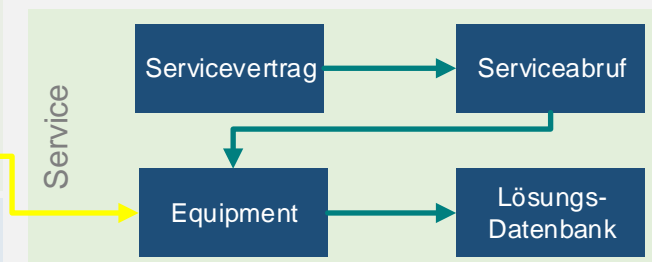 Service
Servicevertrag
Serviceabruf
Equipment
Lösungs-
Datenbank